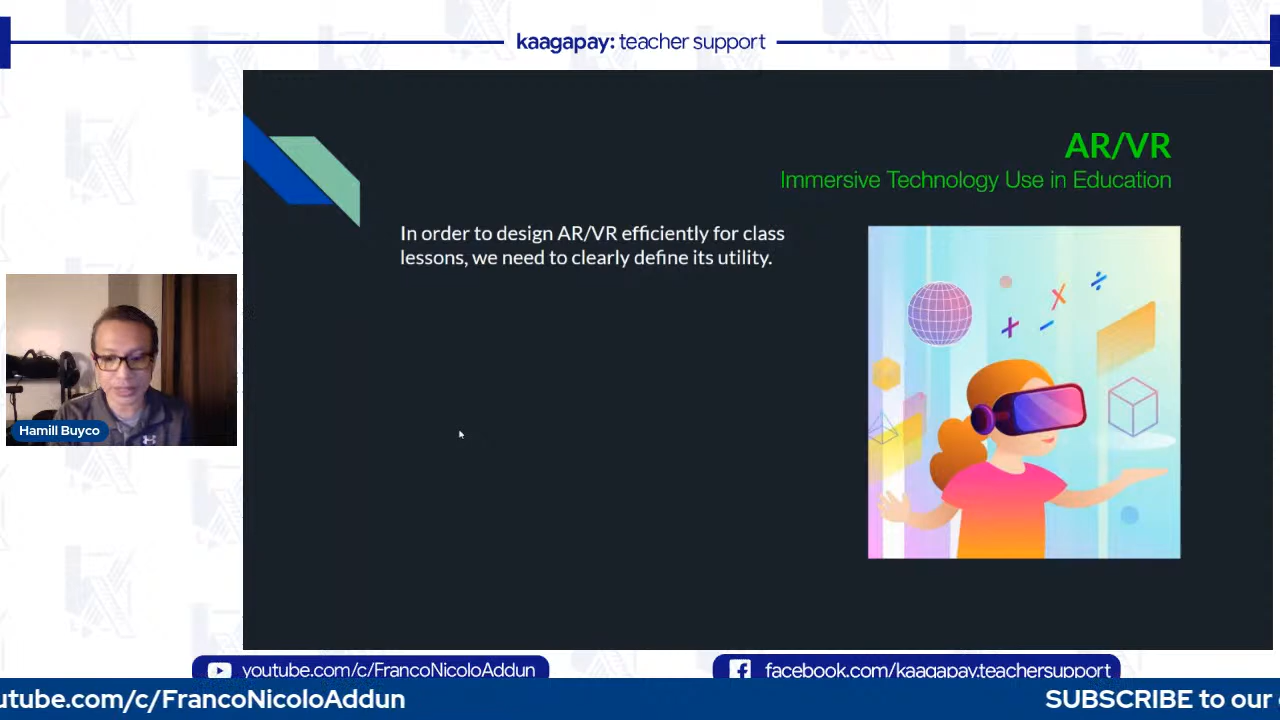 kaagapay: teacher support
AR/VR
Immersive Technology Use in Education
In order to design AR/VR efficiently for class
lessons, we need to clearly define its utility.
Hamill Buyco
youtube.com/c/FrancoNicoloAddun
facebook.com/kaagapay.teachersupport
utube.com/c/FrancoNicoloAddun
SUBSCRIBE to our